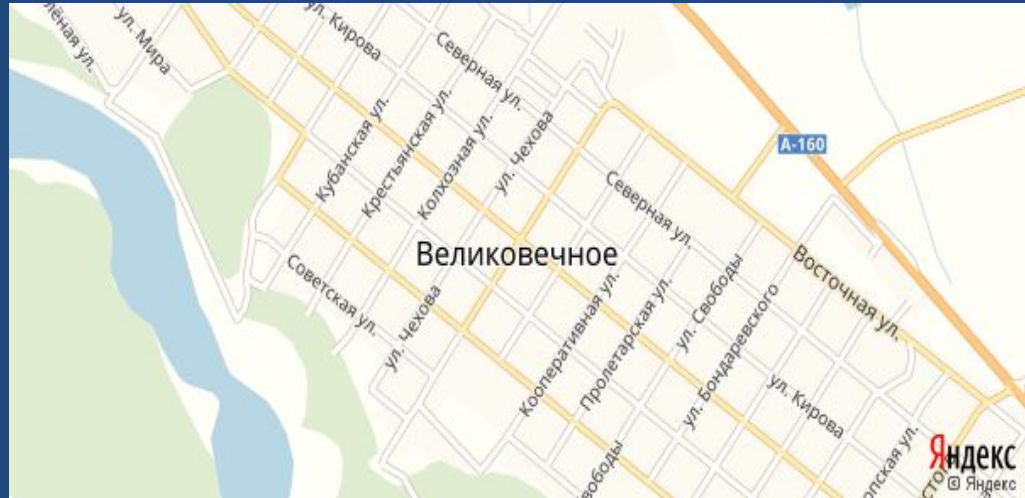 ул. Мира
ул. Кирова
Северная ул.
Кубанская ул.
Крестьянская ул.
Колхозная ул.
ул. Чехова
А-160
Северная ул.
Великовечное
Советская ул.
ул. Чехова
Кооперативная ул.
Пролетарская ул.
ул. Свободы
ул. Бондаревского
Восточная ул.
ул. Кирова
Яндекс
© Яндекс